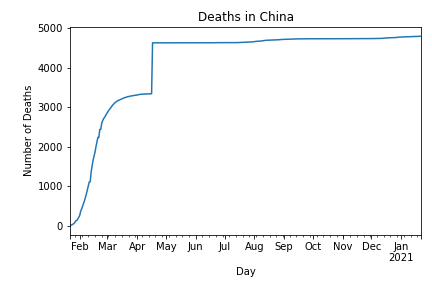 Deaths in China
5000
4000
3000
2000
1000
0
Number of Deaths
Feb Mar Apr May Jun Jul Aug Sep Oct Nov Dec Jan
2021
Day